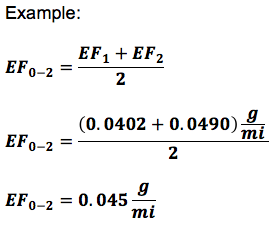 Example:
EF₀₋₂ = (EF₁ + EF₂) / 2
EF₀₋₂ = ((0.0402 + 0.0490) g/mi) / 2
EF₀₋₂ = 0.045 g/mi